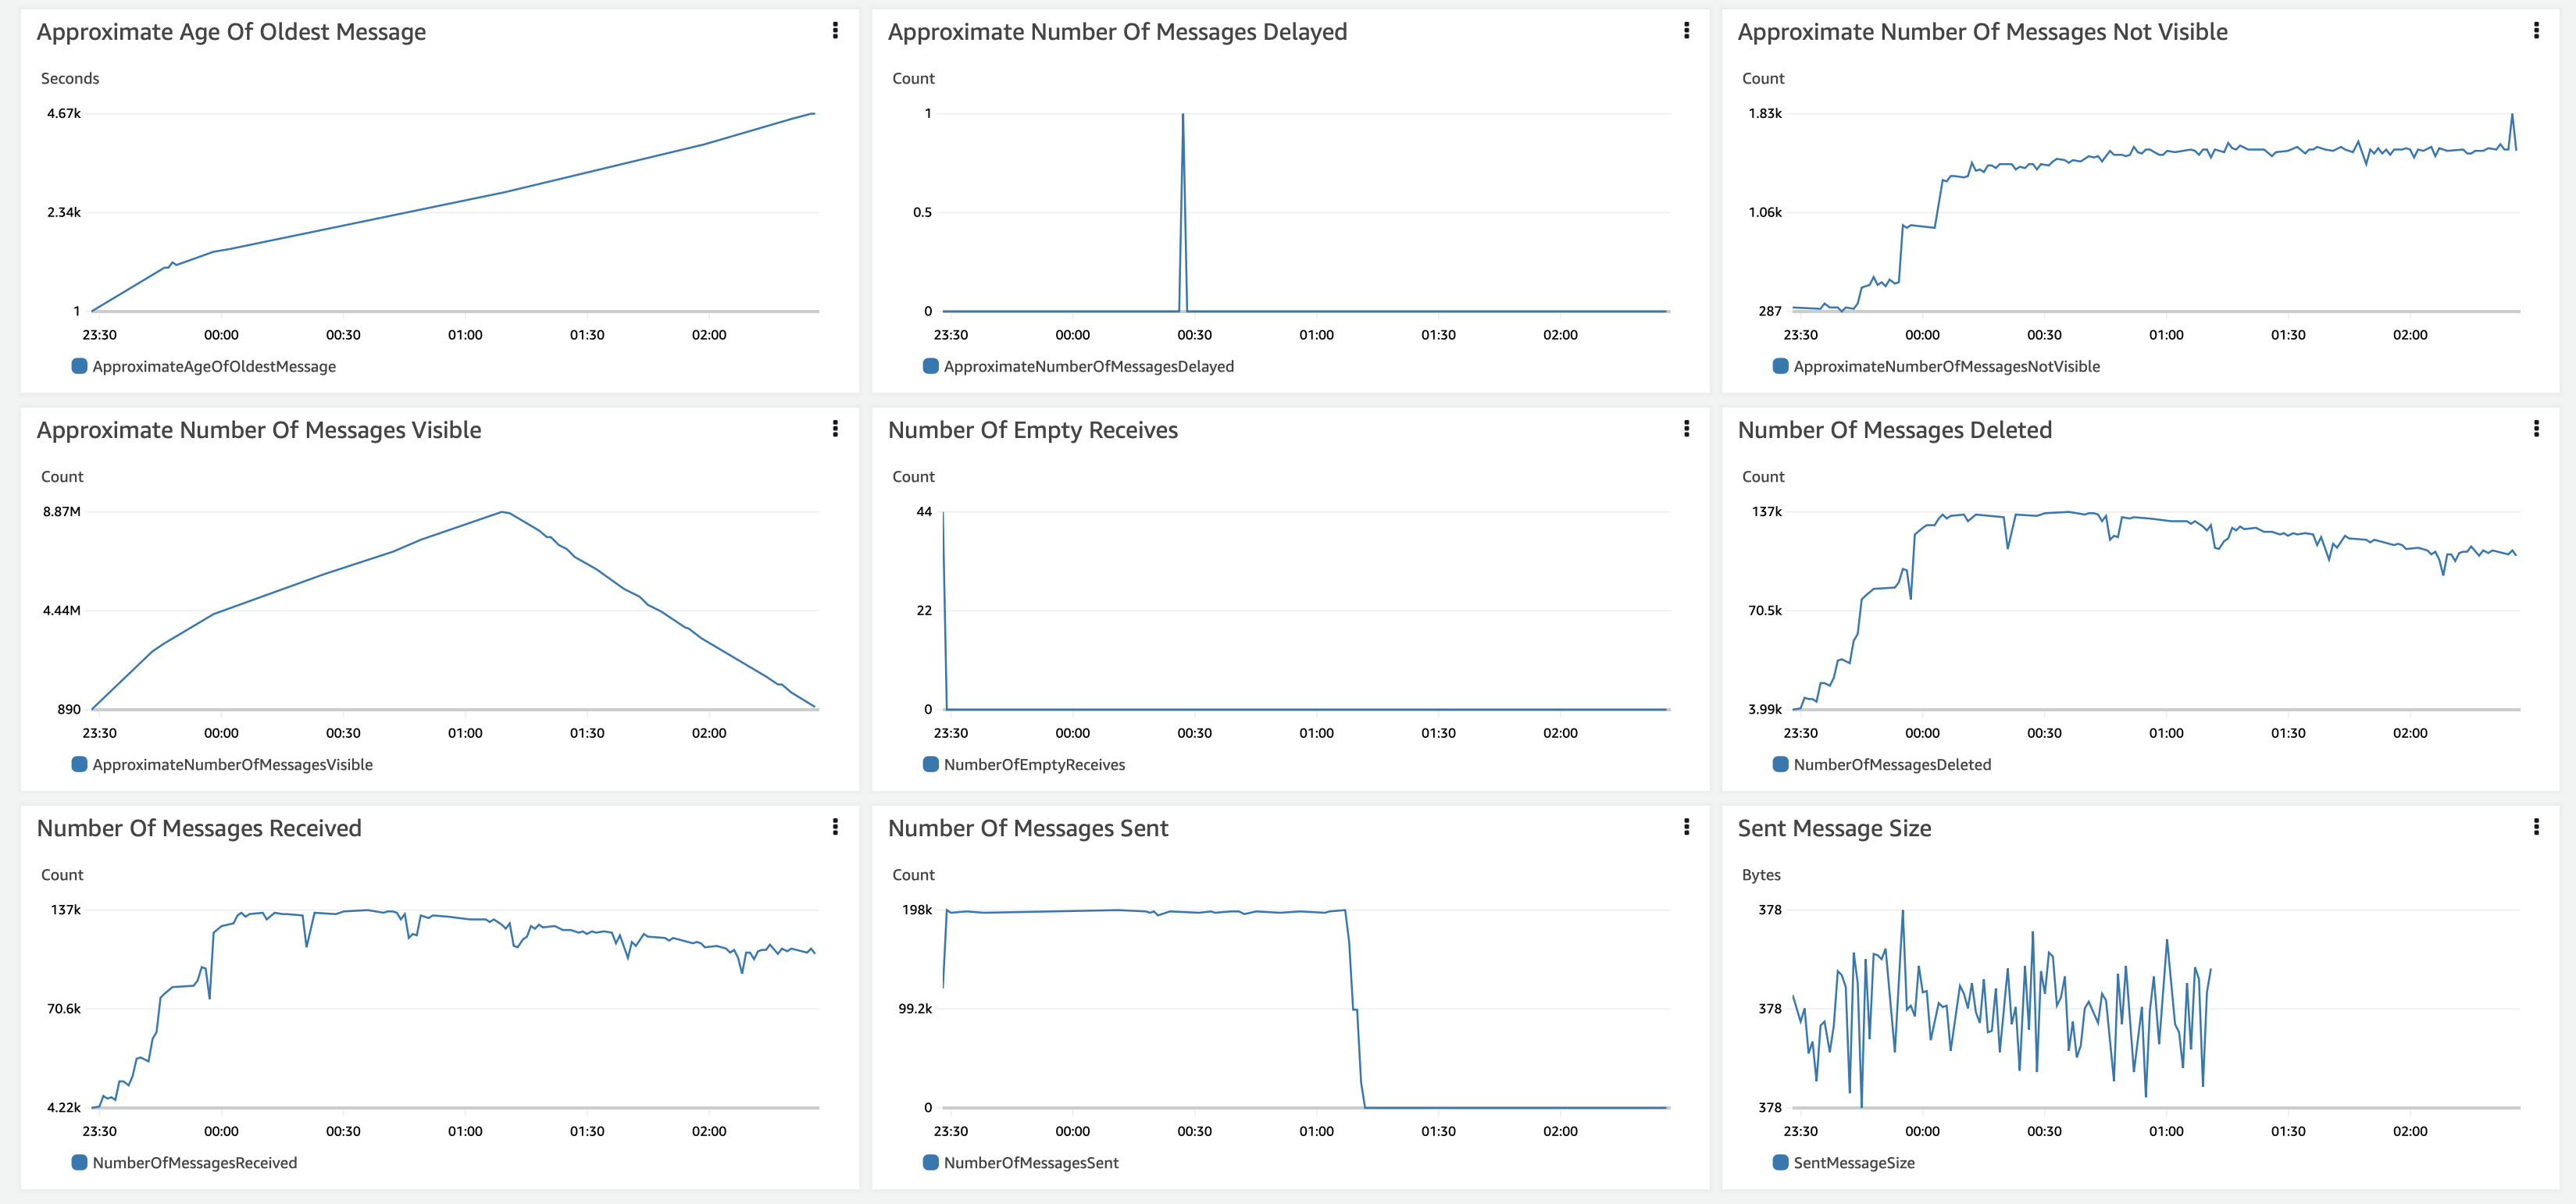 Approximate Age Of Oldest Message
Seconds
4.67k
2.34k
1
23:30 00:00 00:30 01:00 01:30 02:00
ApproximateAgeOfOldestMessage
Approximate Number Of Messages Delayed
Count
1
0.5
0
23:30 00:00 00:30 01:00 01:30 02:00
ApproximateNumberOfMessagesDelayed
Approximate Number Of Messages Not Visible
Count
1.83k
1.06k
287
23:30 00:00 00:30 01:00 01:30 02:00
ApproximateNumberOfMessagesNotVisible
Approximate Number Of Messages Visible
Count
8.87M
4.44M
890
23:30 00:00 00:30 01:00 01:30 02:00
ApproximateNumberOfMessagesVisible
Number Of Empty Receives
Count
44
22
0
23:30 00:00 00:30 01:00 01:30 02:00
NumberOfEmptyReceives
Number Of Messages Deleted
Count
137k
70.5k
3.99k
23:30 00:00 00:30 01:00 01:30 02:00
NumberOfMessagesDeleted
Number Of Messages Received
Count
137k
70.6k
4.22k
23:30 00:00 00:30 01:00 01:30 02:00
NumberOfMessagesReceived
Number Of Messages Sent
Count
198k
99.2k
0
23:30 00:00 00:30 01:00 01:30 02:00
NumberOfMessagesSent
Sent Message Size
Bytes
378
378
378
23:30 00:00 00:30 01:00 01:30 02:00
SentMessageSize